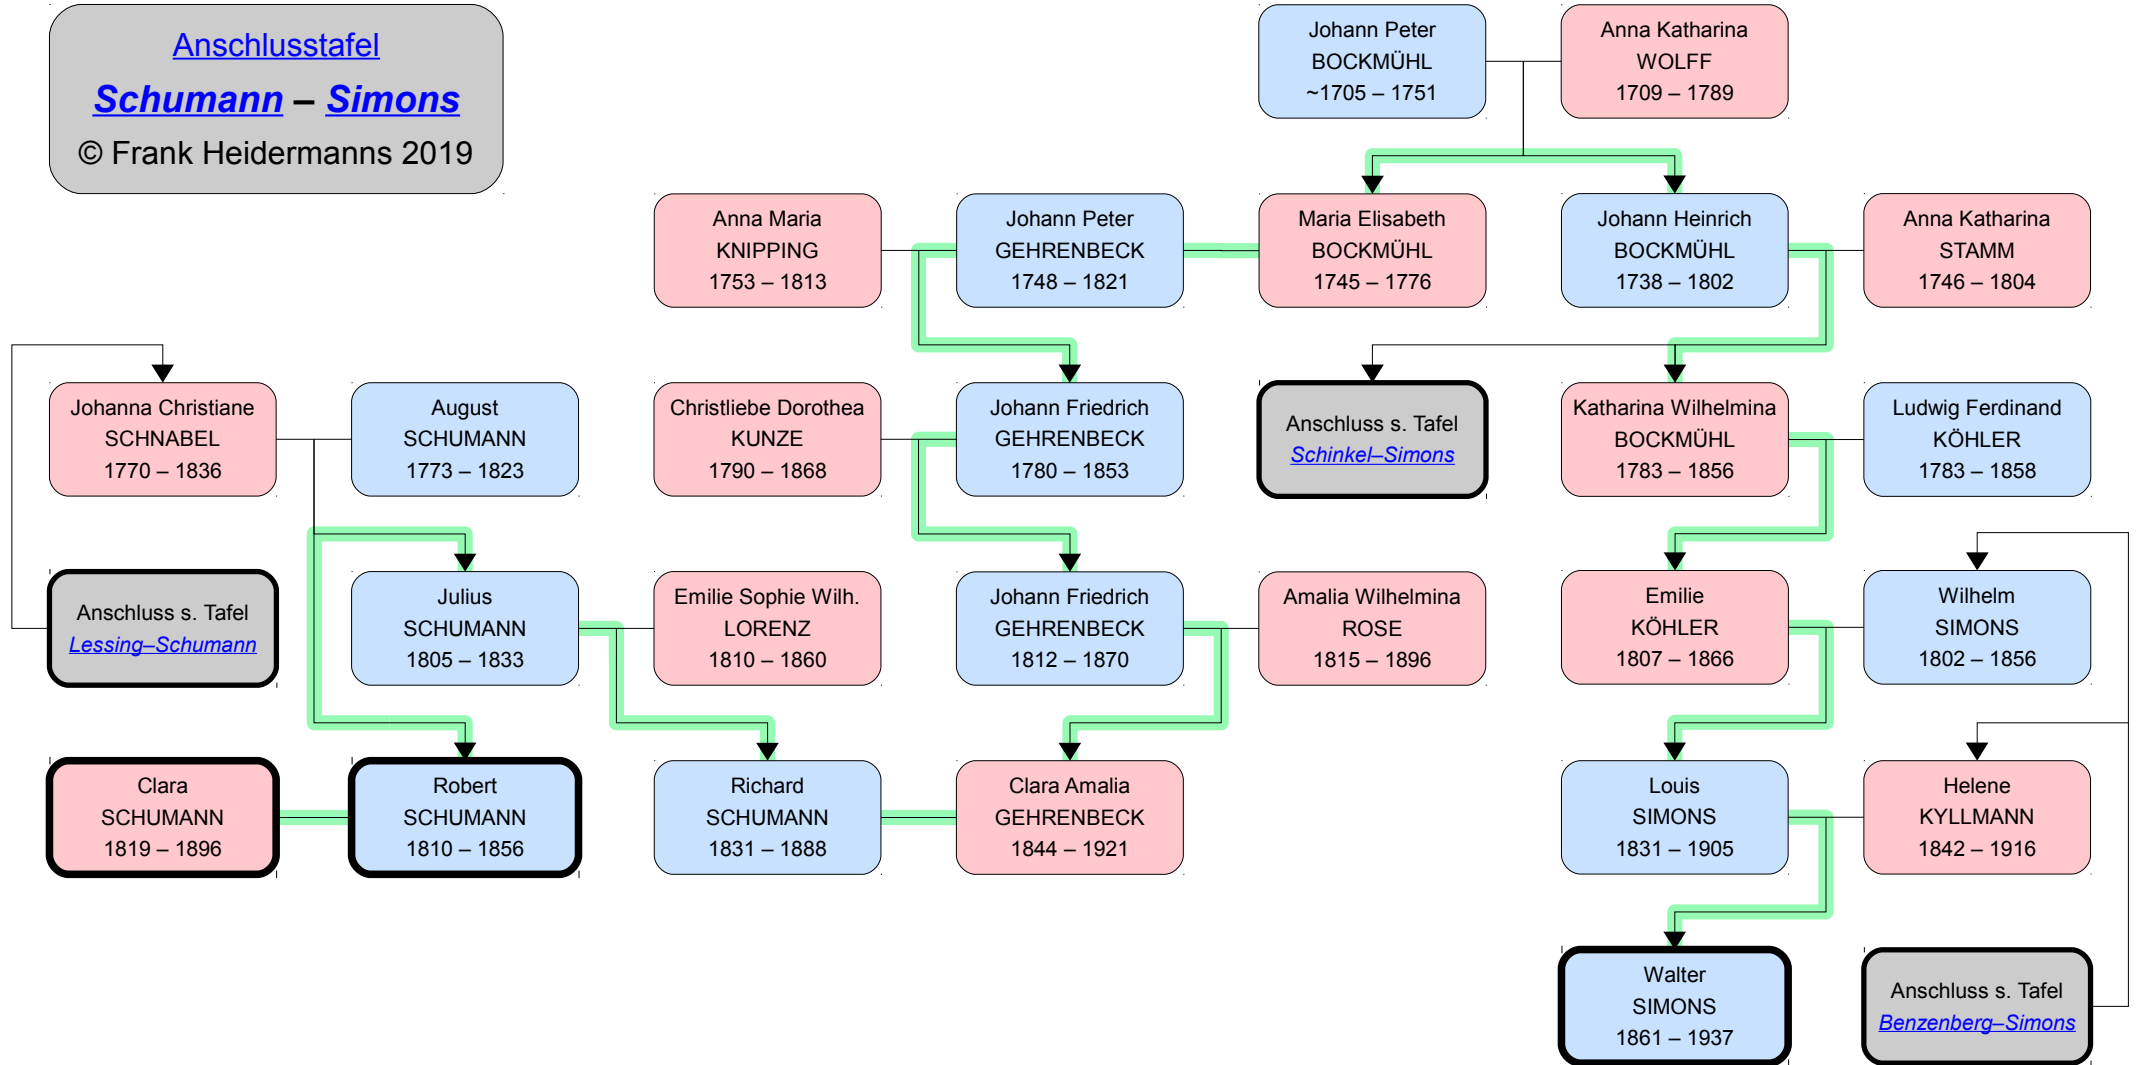 Anschlusstafel
Schumann – Simons
© Frank Heidermanns 2019
Johann Peter
BOCKMÜHL
~1705 – 1751
Anna Katharina
WOLFF
1709 – 1789
Anna Maria
KNIPPING
1753 – 1813
Johann Peter
GEHRENBECK
1748 – 1821
Maria Elisabeth
BOCKMÜHL
1745 – 1776
Johann Heinrich
BOCKMÜHL
1738 – 1802
Anna Katharina
STAMM
1746 – 1804
Johanna Christiane
SCHNABEL
1770 – 1836
August
SCHUMANN
1773 – 1823
Christliebe Dorothea
KUNZE
1790 – 1868
Johann Friedrich
GEHRENBECK
1780 – 1853
Anschluss s. Tafel
Schinkel–Simons
Katharina Wilhelmina
BOCKMÜHL
1783 – 1856
Ludwig Ferdinand
KÖHLER
1783 – 1858
Anschluss s. Tafel
Lessing–Schumann
Julius
SCHUMANN
1805 – 1833
Emilie Sophie Wilh.
LORENZ
1810 – 1860
Johann Friedrich
GEHRENBECK
1812 – 1870
Amalia Wilhelmina
ROSE
1815 – 1896
Emilie
KÖHLER
1807 – 1866
Wilhelm
SIMONS
1802 – 1856
Clara
SCHUMANN
1819 – 1896
Robert
SCHUMANN
1810 – 1856
Richard
SCHUMANN
1831 – 1888
Clara Amalia
GEHRENBECK
1844 – 1921
Louis
SIMONS
1831 – 1905
Helene
KYLLMANN
1842 – 1916
Walter
SIMONS
1861 – 1937
Anschluss s. Tafel
Benzenberg–Simons